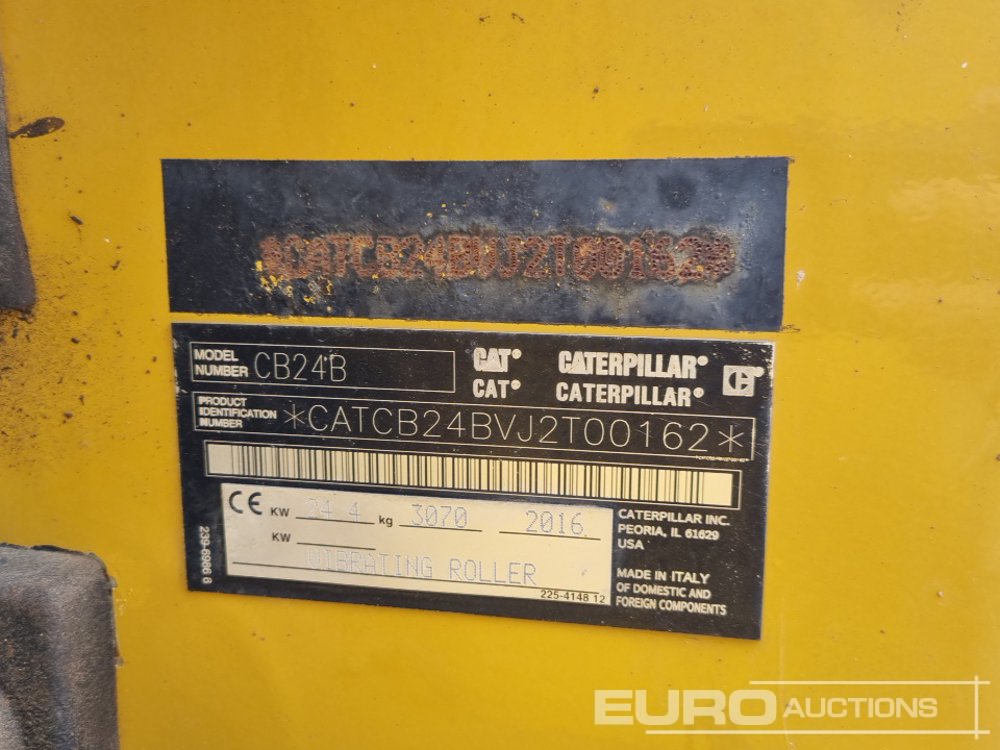 *CATCB24BVJ2T00162*
MODEL NUMBER CB24B
CAT® CATERPILLAR®
CAT® CATERPILLAR®
PRODUCT IDENTIFICATION NUMBER *CATCB24BVJ2T00162*
CE KW 24.4 kg 3070 2016
KW
VIBRATING ROLLER
225-4148 12
239-6966 6
CATERPILLAR INC.
PEORIA, IL 61629
USA
MADE IN ITALY
OF DOMESTIC AND
FOREIGN COMPONENTS
EURO AUCTIONS